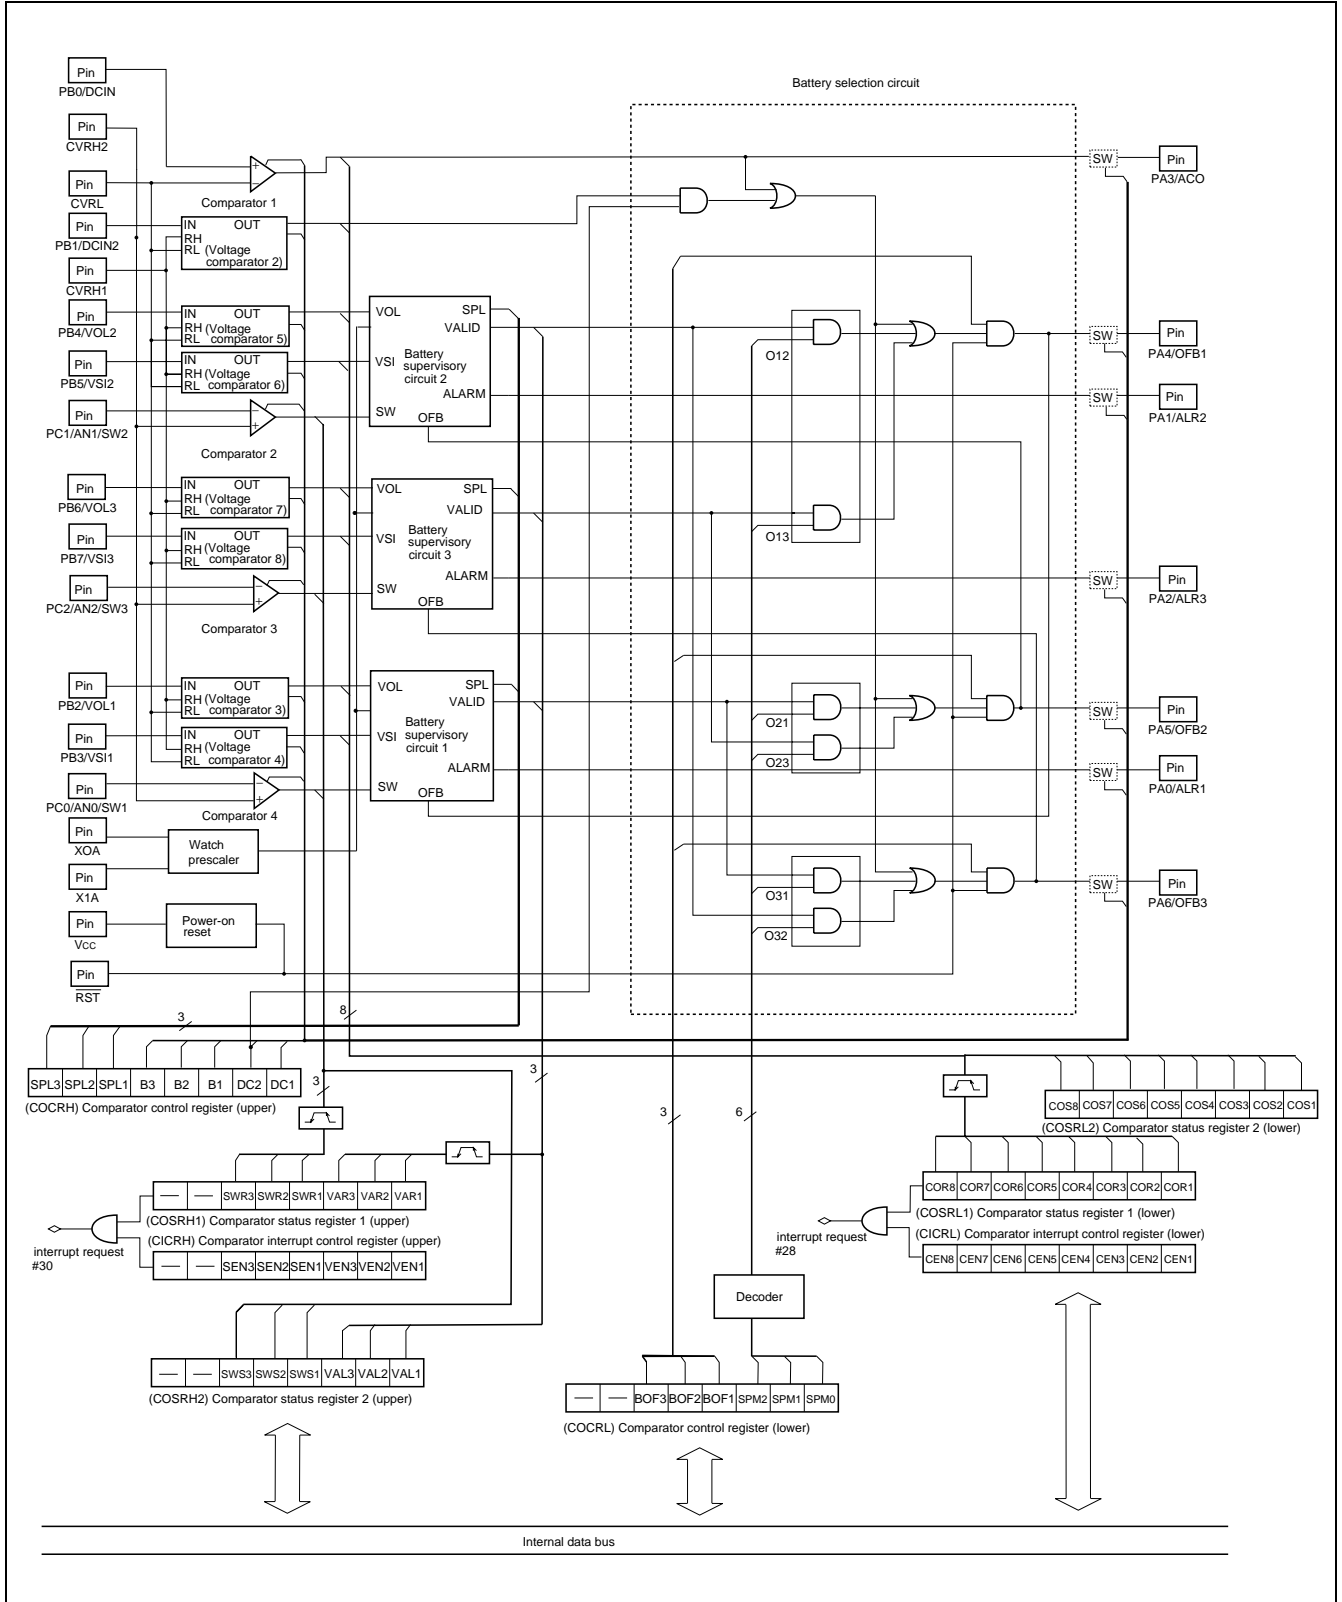 Battery selection circuit
Pin
PB0/DCIN
Pin
CVRH2
Pin
CVRL
Pin
PB1/DCIN2
Pin
CVRH1
Pin
PB4/VOL2
Pin
PB5/VSI2
Pin
PC1/AN1/SW2
Pin
PB6/VOL3
Pin
PB7/VSI3
Pin
PC2/AN2/SW3
Pin
PB2/VOL1
Pin
PB3/VSI1
Pin
PC0/AN0/SW1
Pin
XOA
Pin
X1A
Pin
Vcc
Pin
RST
+
−
Comparator 1
IN OUT
RH
RL (Voltage
comparator 2)
IN OUT
RH (Voltage
RL comparator 5)
IN OUT
RH (Voltage
RL comparator 6)
−
+
Comparator 2
IN OUT
RH (Voltage
RL comparator 7)
IN OUT
RH (Voltage
RL comparator 8)
−
+
Comparator 3
IN OUT
RH (Voltage
RL comparator 3)
IN OUT
RH (Voltage
RL comparator 4)
−
+
Comparator 4
Watch
prescaler
Power-on
reset
VOL SPL
VALID
VSI Battery
supervisory
circuit 2
ALARM
SW OFB
VOL SPL
VALID
VSI Battery
supervisory
circuit 3
ALARM
SW OFB
VOL SPL
VALID
VSI Battery
supervisory
circuit 1
ALARM
SW OFB
O12
O13
O21
O23
O31
O32
SW Pin
PA3/ACO
SW Pin
PA4/OFB1
SW Pin
PA1/ALR2
SW Pin
PA2/ALR3
SW Pin
PA5/OFB2
SW Pin
PA0/ALR1
SW Pin
PA6/OFB3
3
8
SPL3 SPL2 SPL1 B3 B2 B1 DC2 DC1
(COCRH) Comparator control register (upper)
3
3
3
6
COS8 COS7 COS6 COS5 COS4 COS3 COS2 COS1
(COSRL2) Comparator status register 2 (lower)
— — SWR3 SWR2 SWR1 VAR3 VAR2 VAR1
(COSRH1) Comparator status register 1 (upper)
(CICRH) Comparator interrupt control register (upper)
— — SEN3 SEN2 SEN1 VEN3 VEN2 VEN1
interrupt request
#30
COR8 COR7 COR6 COR5 COR4 COR3 COR2 COR1
(COSRL1) Comparator status register 1 (lower)
(CICRL) Comparator interrupt control register (lower)
CEN8 CEN7 CEN6 CEN5 CEN4 CEN3 CEN2 CEN1
interrupt request
#28
Decoder
— — SWS3 SWS2 SWS1 VAL3 VAL2 VAL1
(COSRH2) Comparator status register 2 (upper)
— — BOF3 BOF2 BOF1 SPM2 SPM1 SPM0
(COCRL) Comparator control register (lower)
Internal data bus